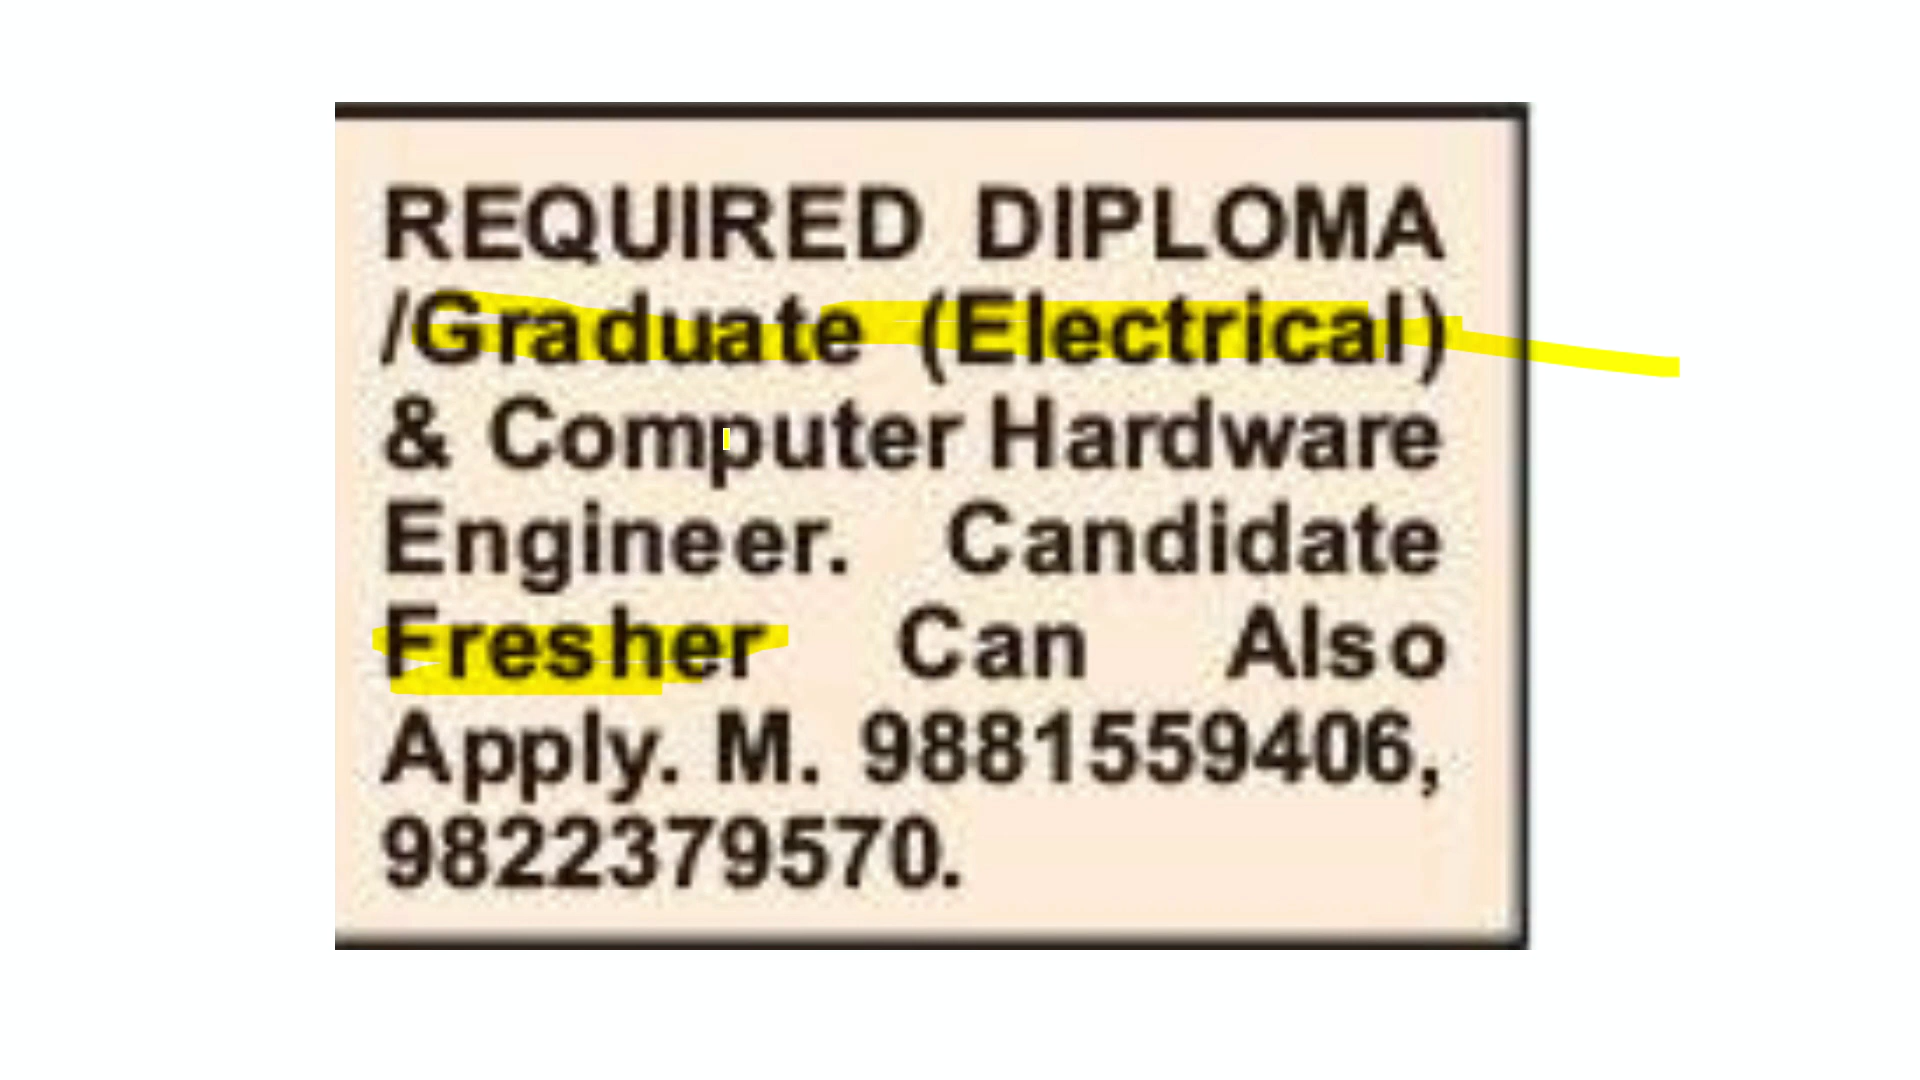 REQUIRED DIPLOMA
/Graduate (Electrical)
& Computer Hardware
Engineer. Candidate
Fresher Can Also
Apply. M. 9881559406,
9822379570.